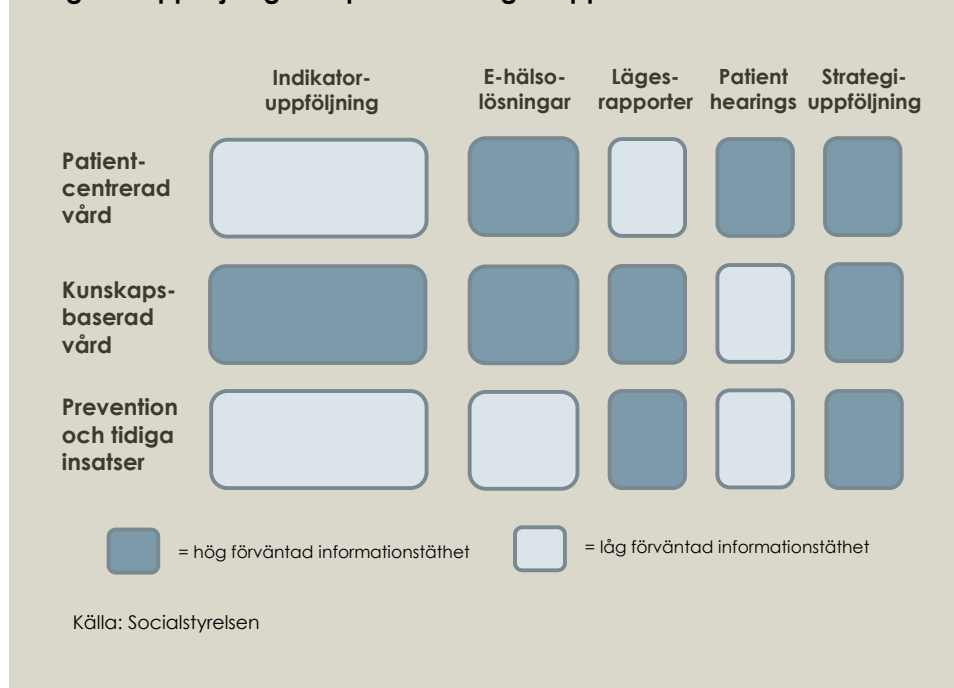 Indikator-
uppföljning
E-hälso-
lösningar
Läges-
rapporter
Patient
hearings
Strategi-
uppföljning
Patient-
centrerad
vård
Kunskaps-
baserad
vård
Prevention
och tidiga
insatser
= hög förväntad informationstäthet
= låg förväntad informationstäthet
Källa: Socialstyrelsen